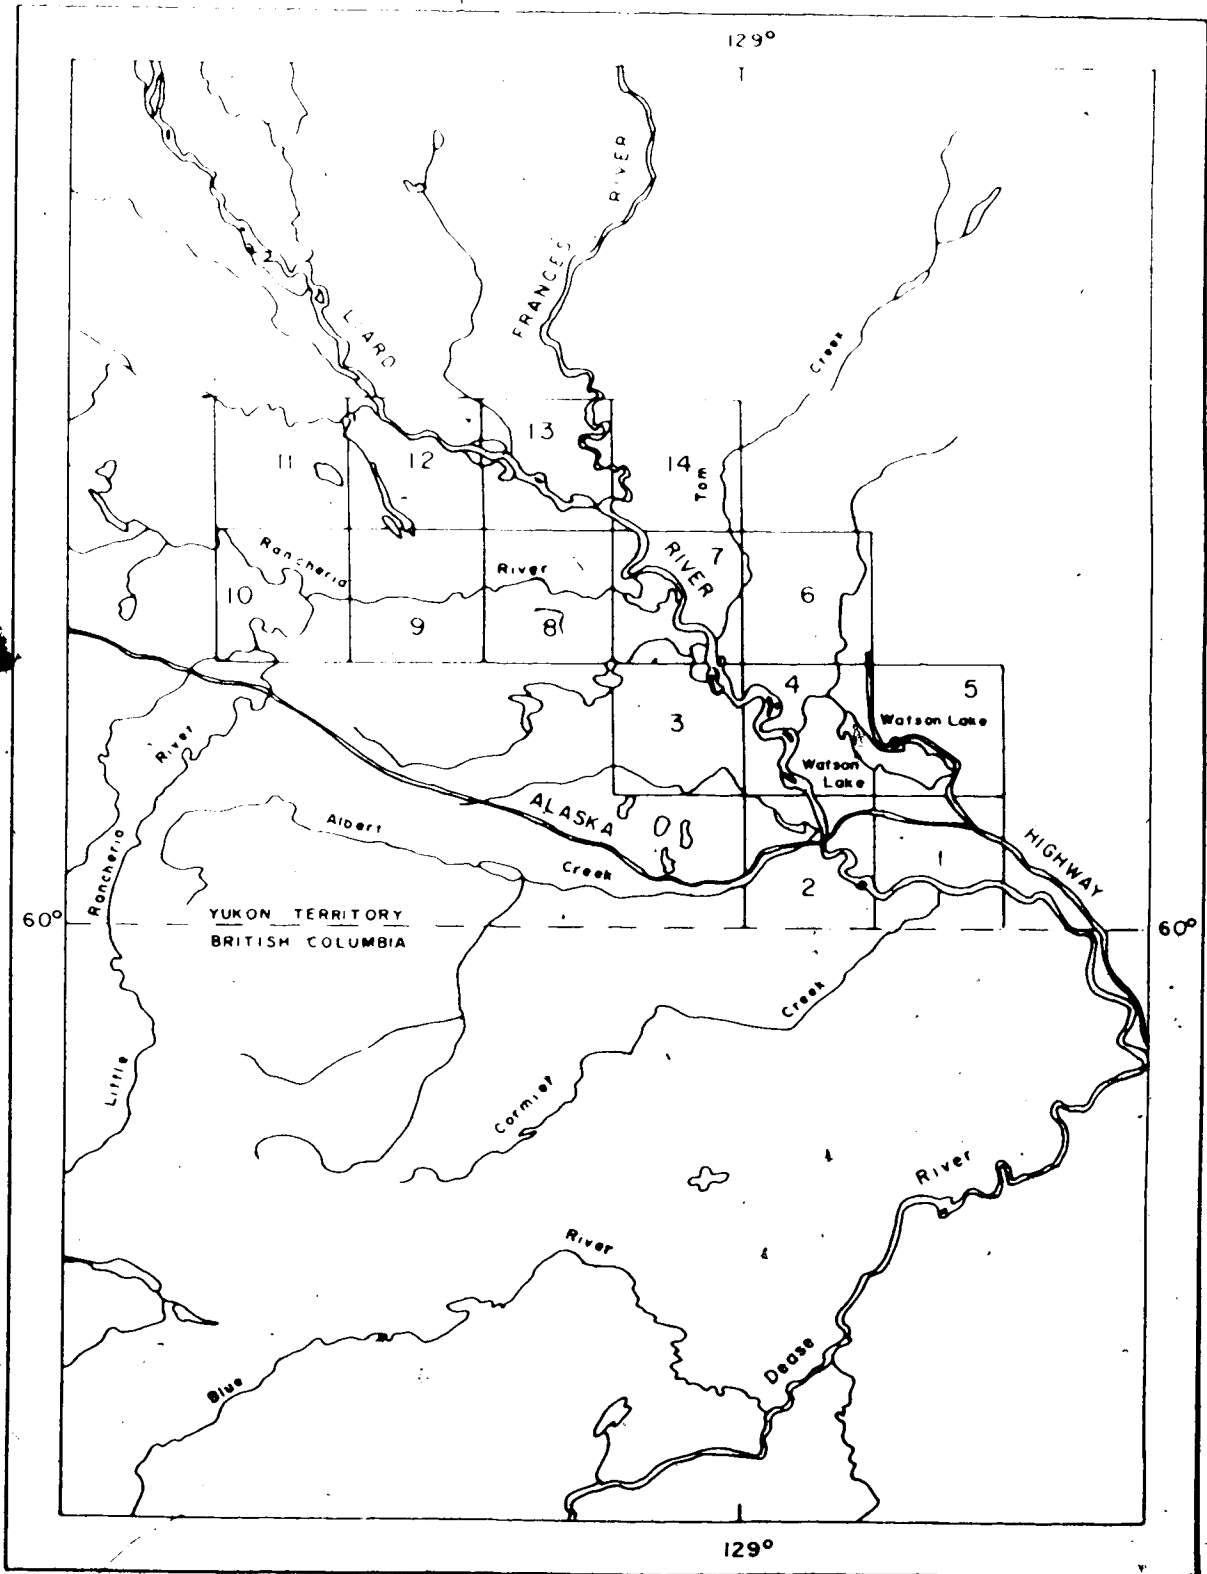 129°
FRANCES RIVER
LIARD
Creek
13
11
12
14
Tom
Rancheria
River
RIVER
7
10
6
9
8
4
5
3
Watson Lake
River
Watson
Lake
ALASKA
Albert
HIGHWAY
1
Creek
2
Rancheria
60°
YUKON TERRITORY
60°
BRITISH COLUMBIA
Creek
Little
Cormier
River
River
Dease
Blue
129°